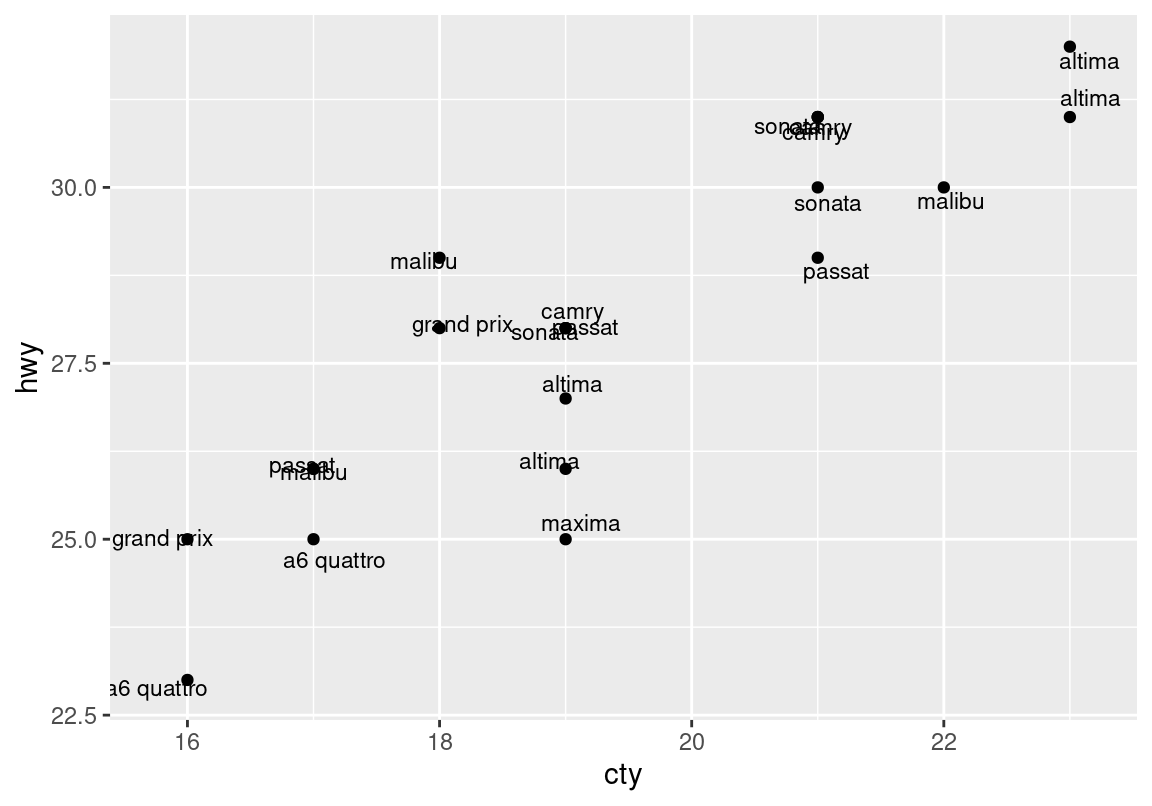 altima
altima
sonata
camry
camry
30.0
sonata
malibu
malibu
passat
camry
grand prix
sonata
passat
hwy
27.5
altima
passat
malibu
altima
maxima
25.0
grand prix
a6 quattro
a6 quattro
22.5
16
18
20
22
cty